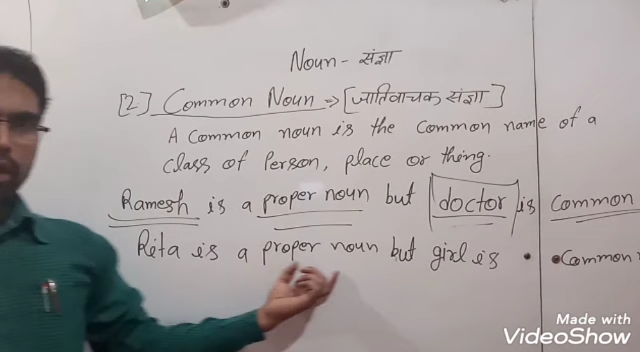 Noun - संज्ञा
[2] Common Noun => [जातिवाचक संज्ञा]
A common noun is the common name of a
class of Person, place or thing.
Ramesh is a proper noun but doctor is common
Rita is a proper noun but girl is • •Common
Made with
VideoShow